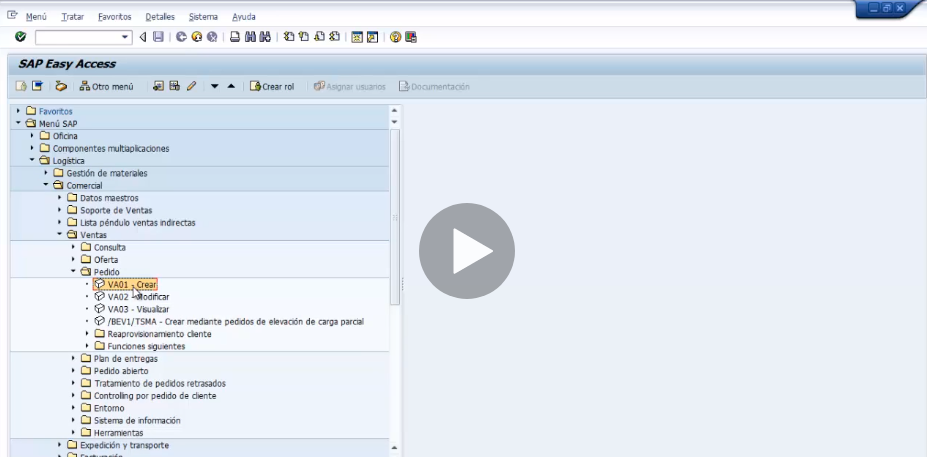 Menú Tratar Favoritos Detalles Sistema Ayuda
SAP Easy Access
Otro menú Crear rol Asignar usuarios Documentación
Favoritos
Menú SAP
Oficina
Componentes multiaplicaciones
Logística
Gestión de materiales
Comercial
Datos maestros
Soporte de Ventas
Lista péndulo ventas indirectas
Ventas
Consulta
Oferta
Pedido
VA01 - Crear
VA02 - Modificar
VA03 - Visualizar
/BEV1/TSMA - Crear mediante pedidos de elevación de carga parcial
Reaprovisionamiento cliente
Funciones siguientes
Plan de entregas
Pedido abierto
Tratamiento de pedidos retrasados
Controlling por pedido de cliente
Entorno
Sistema de información
Herramientas
Expedición y transporte